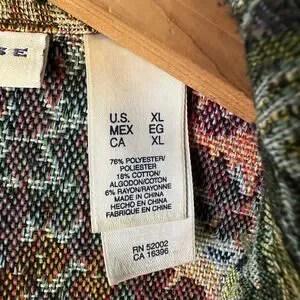 S E
U.S. XL
MEX EG
CA XL
76% POLYESTER/
POLIESTER
18% COTTON/
ALGODON/COTON
6% RAYON/RAYONNE
MADE IN CHINA
HECHO EN CHINA
FABRIQUE EN CHINE
RN 52002
CA 16396